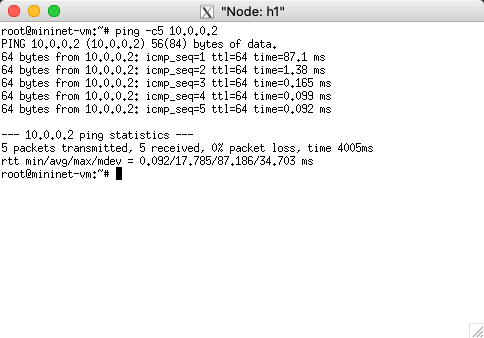 "Node: h1"
root@mininet-vm:~# ping -c5 10.0.0.2
PING 10.0.0.2 (10.0.0.2) 56(84) bytes of data.
64 bytes from 10.0.0.2: icmp_seq=1 ttl=64 time=87.1 ms
64 bytes from 10.0.0.2: icmp_seq=2 ttl=64 time=1.38 ms
64 bytes from 10.0.0.2: icmp_seq=3 ttl=64 time=0.165 ms
64 bytes from 10.0.0.2: icmp_seq=4 ttl=64 time=0.099 ms
64 bytes from 10.0.0.2: icmp_seq=5 ttl=64 time=0.092 ms
--- 10.0.0.2 ping statistics ---
5 packets transmitted, 5 received, 0% packet loss, time 4005ms
rtt min/avg/max/mdev = 0.092/17.785/87.186/34.703 ms
root@mininet-vm:~#